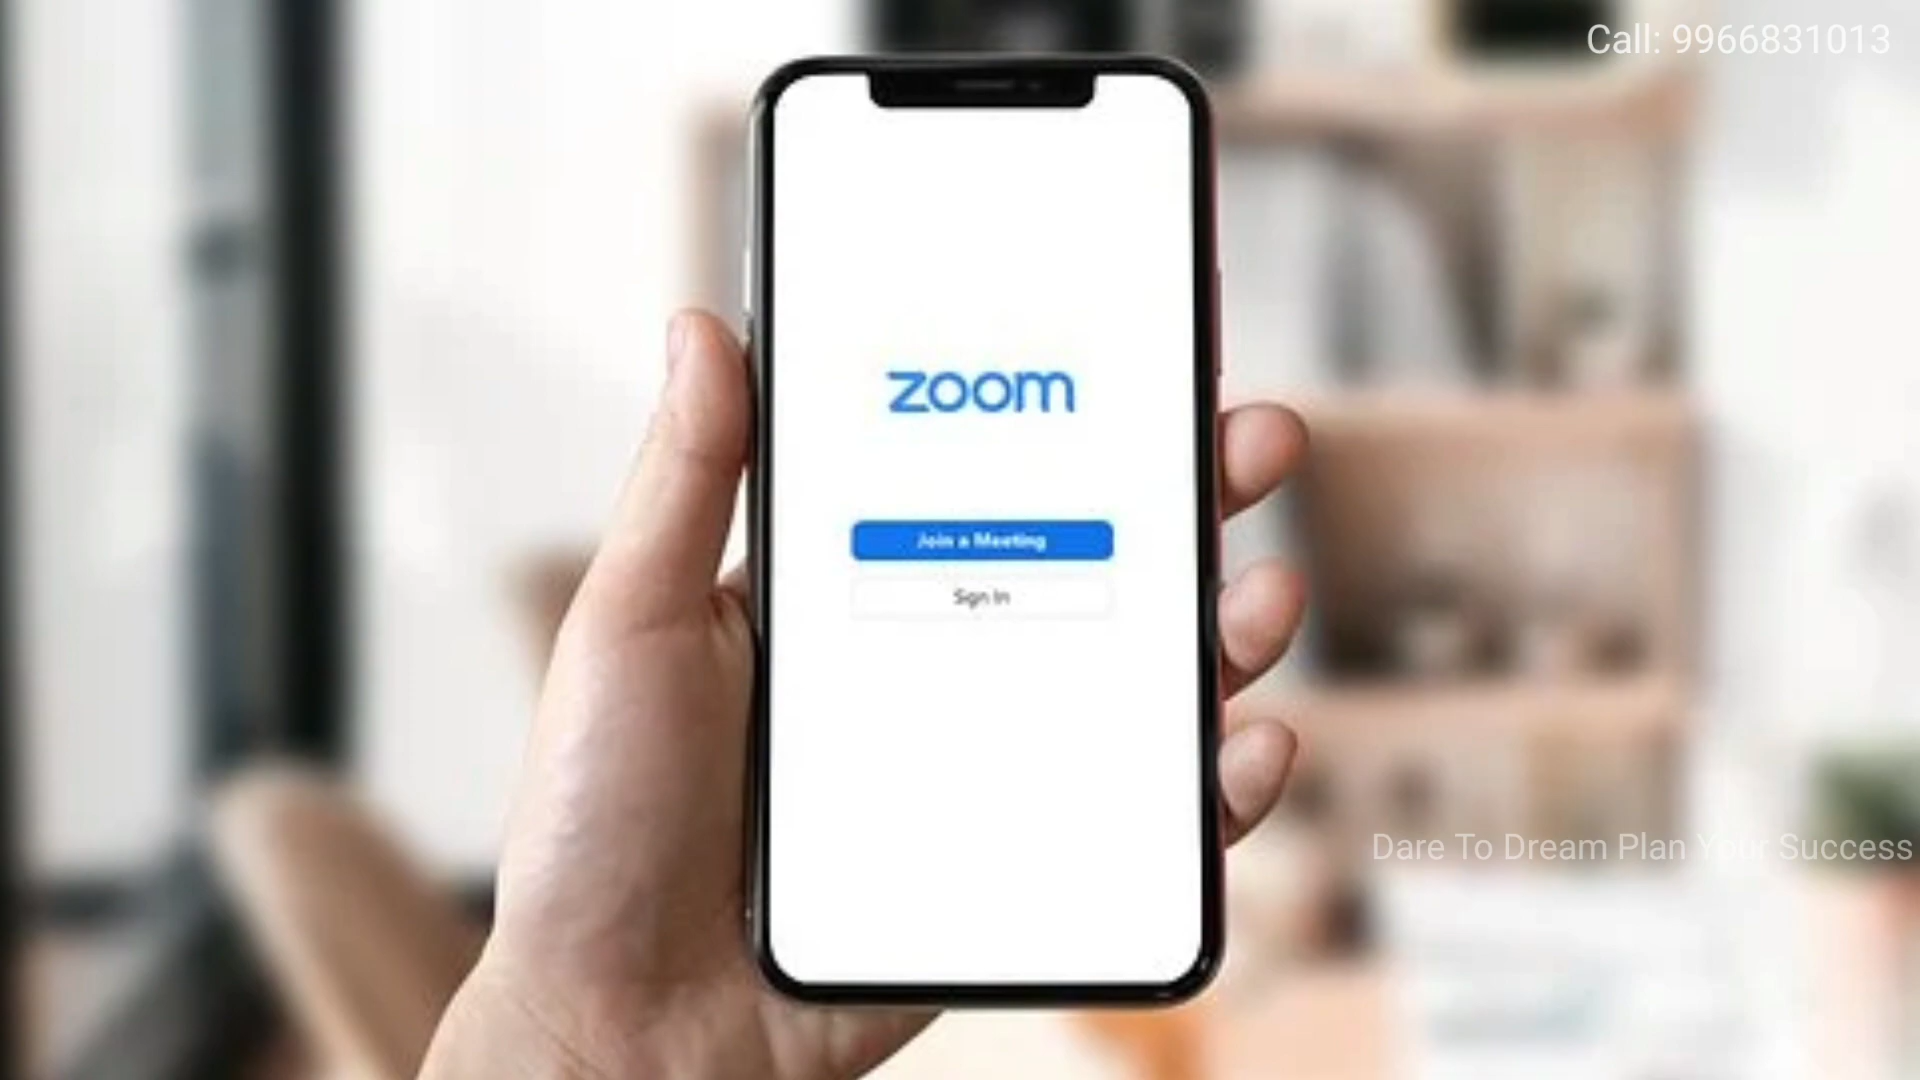 Call: 9966831013
zoom
Join a Meeting
Sign In
Dare To Dream Plan Your Success